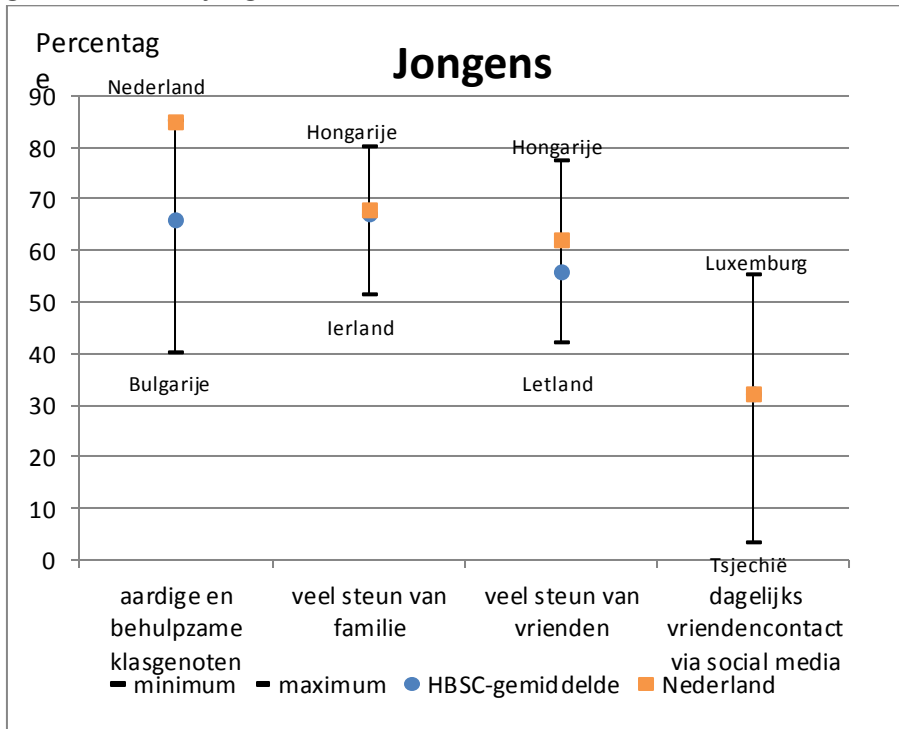 Percentag
e
Jongens
Nederland
90
Hongarije
80
Hongarije
70
60
Luxemburg
50
Ierland
40
Bulgarije
Letland
30
20
10
0
Tsjechië
aardige en
behulpzame
klasgenoten
veel steun van
familie
veel steun van
vrienden
dagelijks
vriendencontact
via social media
minimum maximum HBSC-gemiddelde Nederland